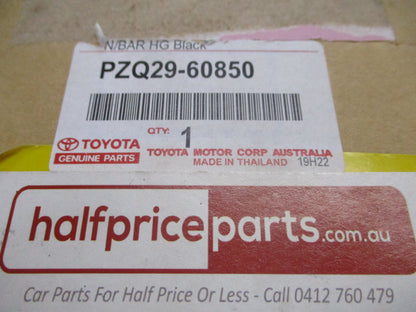 N/BAR HG Black
PZQ29-60850
TOYOTA
GENUINE PARTS
QTY: 1
TOYOTA MOTOR CORP AUSTRALIA
MADE IN THAILAND 19H22
halfpriceparts.com.au
Car Parts For Half Price Or Less - Call 0412 760 479